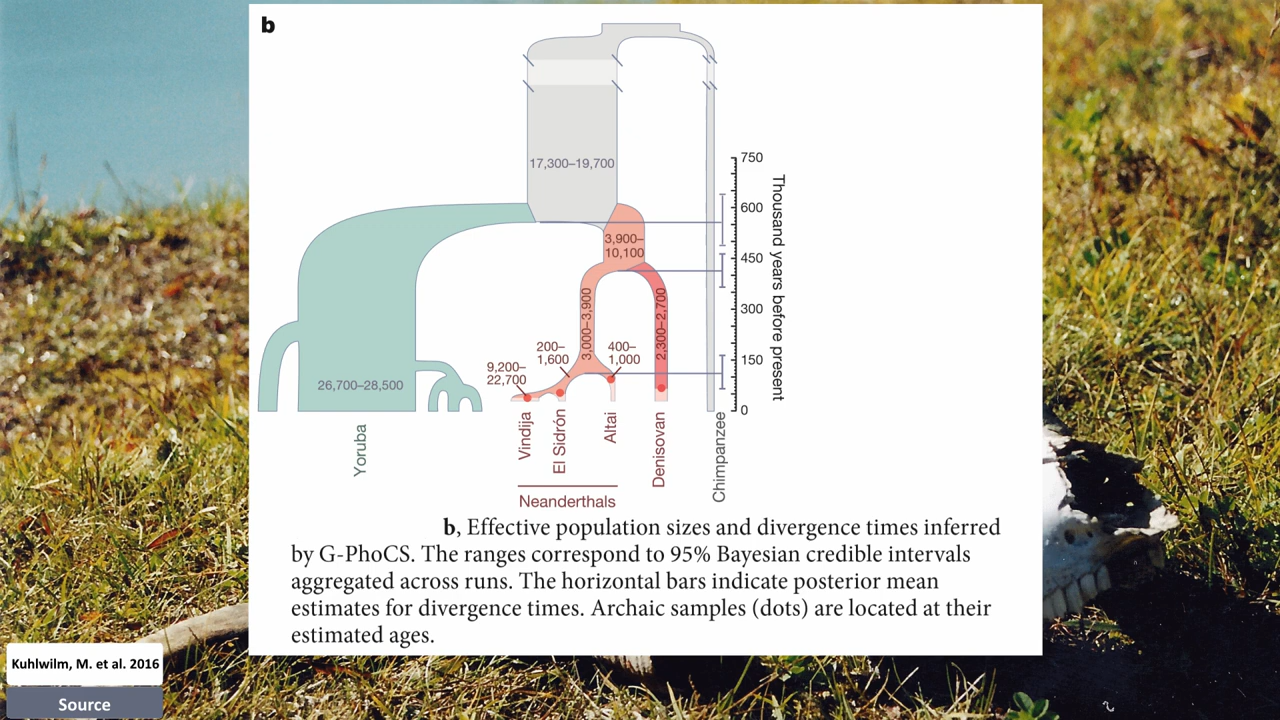 b
17,300–19,700
750
600
450
300
150
0
Thousand years before present
3,900–
10,100
3,000–3,900
2,300–2,700
200–
1,600
400–
1,000
9,200–
22,700
26,700–28,500
Yoruba
Vindija
El Sidrón
Altai
Denisovan
Chimpanzee
Neanderthals
b, Effective population sizes and divergence times inferred
by G-PhoCS. The ranges correspond to 95% Bayesian credible intervals
aggregated across runs. The horizontal bars indicate posterior mean
estimates for divergence times. Archaic samples (dots) are located at their
estimated ages.
Kuhlwilm, M. et al. 2016
Source